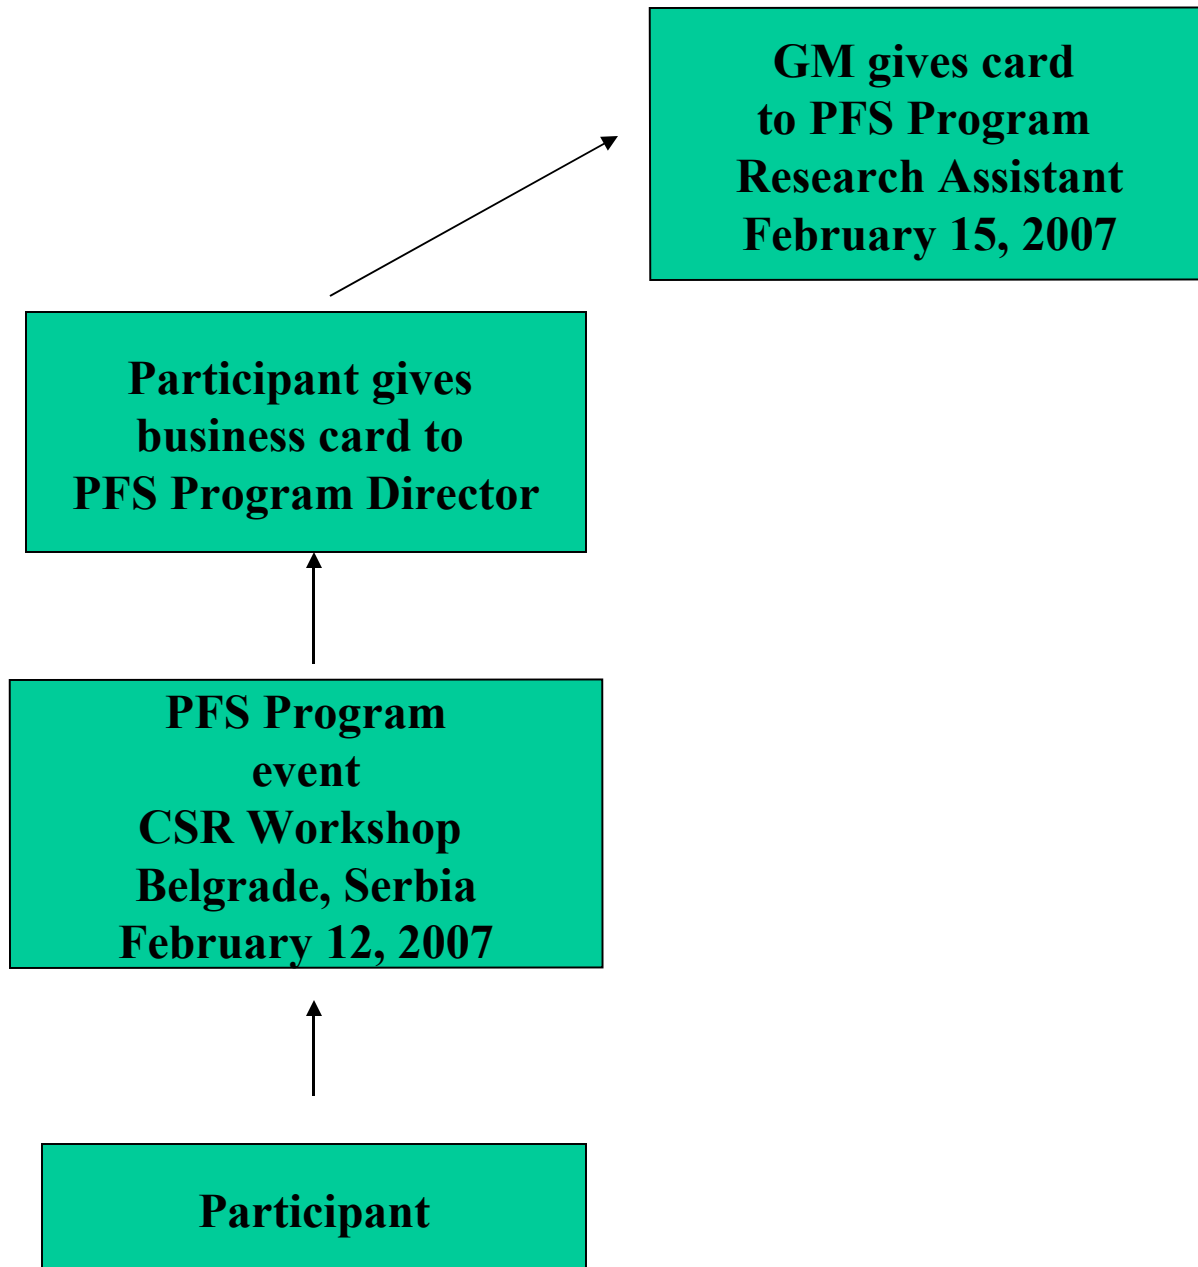 GM gives card
to PFS Program
Research Assistant
February 15, 2007
Participant gives
business card to
PFS Program Director
PFS Program
event
CSR Workshop
Belgrade, Serbia
February 12, 2007
Participant